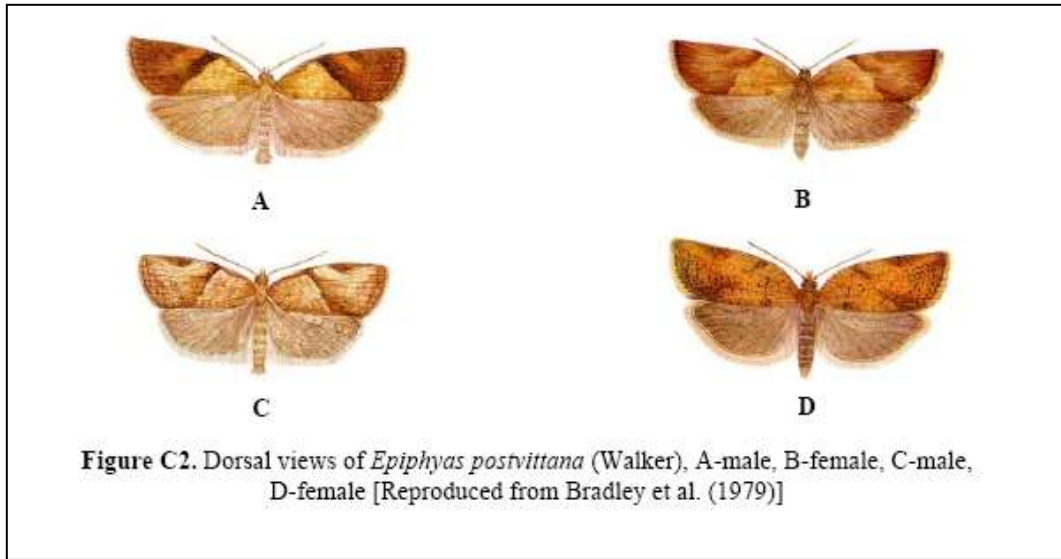 A
B
C
D
Figure C2. Dorsal views of Epiphyas postvittana (Walker), A-male, B-female, C-male,
D-female [Reproduced from Bradley et al. (1979)]